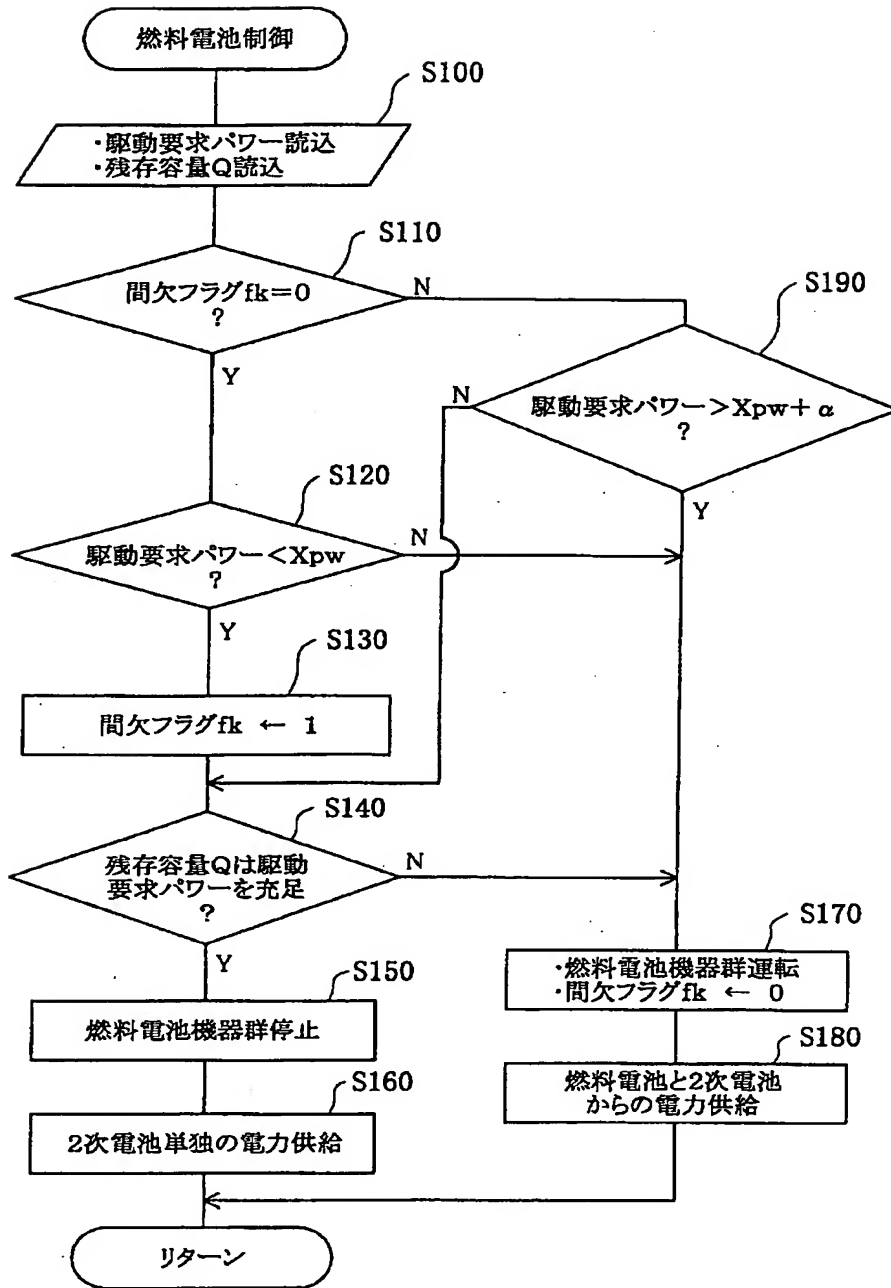 燃料電池制御
S100
・駆動要求パワー読込
・残存容量Q読込
S110
間欠フラグfk＝0
?
N
Y
S190
駆動要求パワー＞Xpw＋α
?
N
Y
S120
駆動要求パワー＜Xpw
?
N
Y
S130
間欠フラグfk ← 1
S140
残存容量Qは駆動
要求パワーを充足
?
N
Y
S150
燃料電池機器群停止
S160
2次電池単独の電力供給
S170
・燃料電池機器群運転
・間欠フラグfk ← 0
S180
燃料電池と2次電池
からの電力供給
リターン